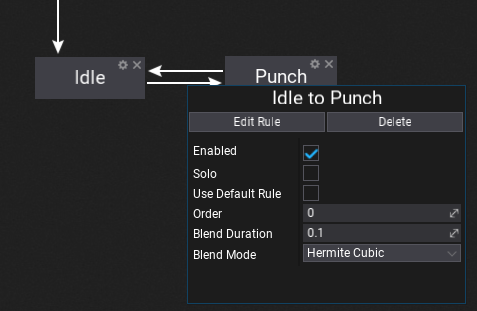 Idle
Punch
Idle to Punch
Edit Rule Delete
Enabled
Solo
Use Default Rule
Order 0
Blend Duration 0.1
Blend Mode Hermite Cubic